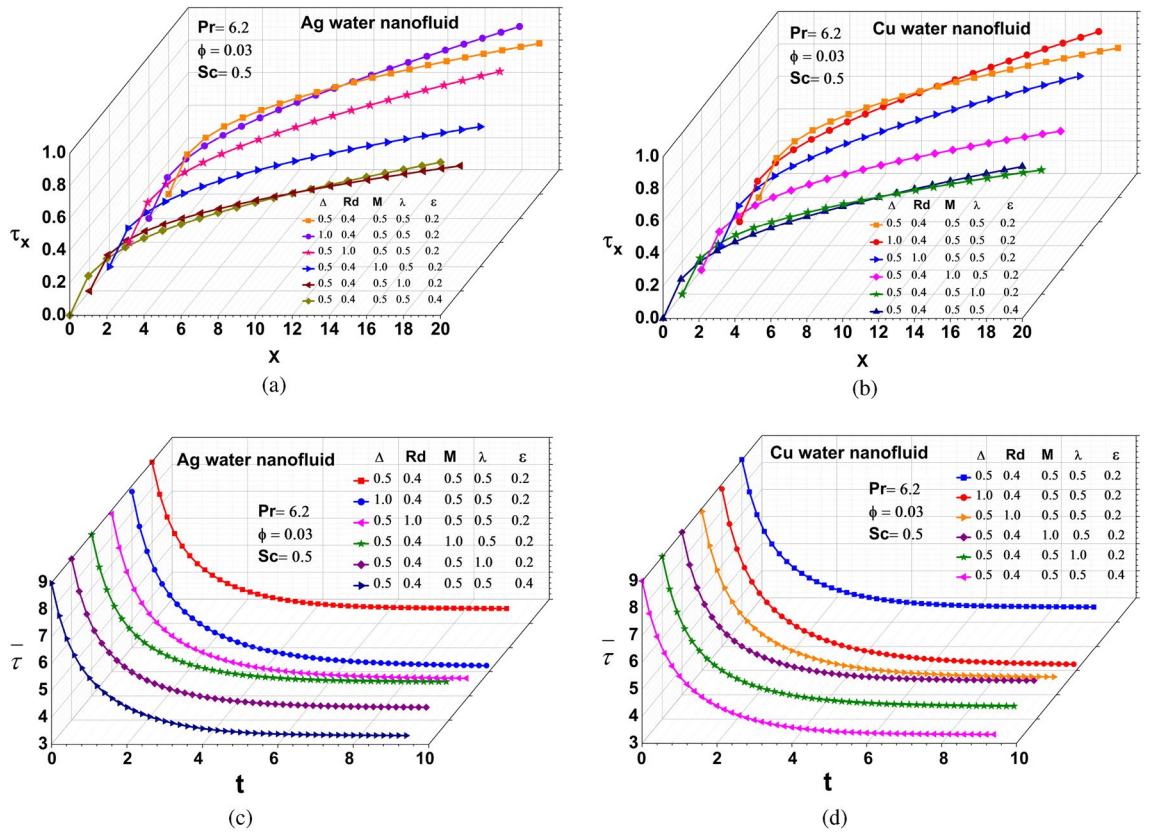 Ag water nanofluid
Pr= 6.2
ϕ = 0.03
Sc= 0.5
1.0
0.8
0.6
0.4
0.2
0.0
τx
0 2 4 6 8 10 12 14 16 18 20
x
Δ Rd M λ ε
0.5 0.4 0.5 0.5 0.2
1.0 0.4 0.5 0.5 0.2
0.5 1.0 0.5 0.5 0.2
0.5 0.4 1.0 0.5 0.2
0.5 0.4 0.5 1.0 0.2
0.5 0.4 0.5 0.5 0.4
(a)
Cu water nanofluid
Pr= 6.2
ϕ = 0.03
Sc= 0.5
1.0
0.8
0.6
0.4
0.2
0.0
τx
0 2 4 6 8 10 12 14 16 18 20
x
Δ Rd M λ ε
0.5 0.4 0.5 0.5 0.2
1.0 0.4 0.5 0.5 0.2
0.5 1.0 0.5 0.5 0.2
0.5 0.4 1.0 0.5 0.2
0.5 0.4 0.5 1.0 0.2
0.5 0.4 0.5 0.5 0.4
(b)
Ag water nanofluid
Pr= 6.2
ϕ = 0.03
Sc= 0.5
Δ Rd M λ ε
0.5 0.4 0.5 0.5 0.2
1.0 0.4 0.5 0.5 0.2
0.5 1.0 0.5 0.5 0.2
0.5 0.4 1.0 0.5 0.2
0.5 0.4 0.5 1.0 0.2
0.5 0.4 0.5 0.5 0.4
9
8
7
6
5
4
3
τ̄
0 2 4 6 8 10
t
(c)
Cu water nanofluid
Pr= 6.2
ϕ = 0.03
Sc= 0.5
Δ Rd M λ ε
0.5 0.4 0.5 0.5 0.2
1.0 0.4 0.5 0.5 0.2
0.5 1.0 0.5 0.5 0.2
0.5 0.4 1.0 0.5 0.2
0.5 0.4 0.5 1.0 0.2
0.5 0.4 0.5 0.5 0.4
9
8
7
6
5
4
3
τ̄
0 2 4 6 8 10
t
(d)